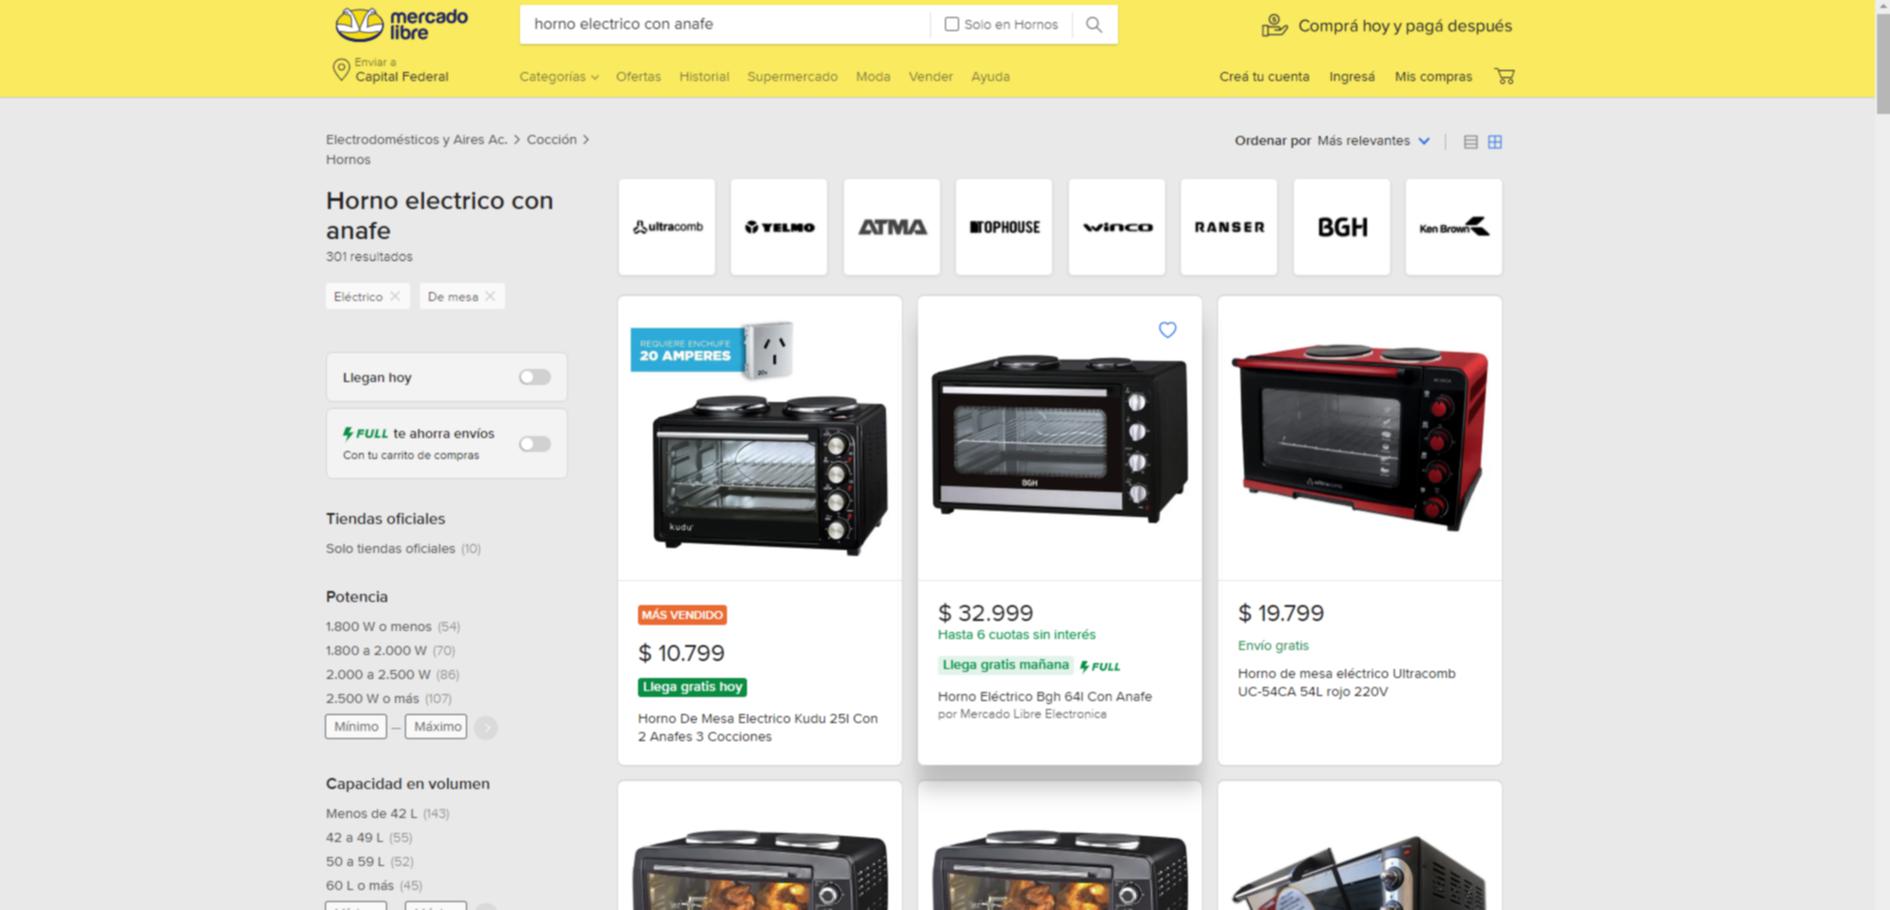 mercado
libre
horno electrico con anafe
Solo en Hornos
Comprá hoy y pagá después
Enviar a
Capital Federal
Categorías Ofertas Historial Supermercado Moda Vender Ayuda
Creá tu cuenta Ingresá Mis compras
Electrodomésticos y Aires Ac. > Cocción >
Hornos
Ordenar por Más relevantes
Horno electrico con
anafe
301 resultados
Eléctrico
De mesa
ultracomb
YELMO
ATMA
TOPHOUSE
winco
RANSER
BGH
Ken Brown
Llegan hoy
FULL te ahorra envíos
Con tu carrito de compras
Tiendas oficiales
Solo tiendas oficiales (10)
Potencia
1.800 W o menos (54)
1.800 a 2.000 W (70)
2.000 a 2.500 W (86)
2.500 W o más (107)
Mínimo — Máximo
Capacidad en volumen
Menos de 42 L (143)
42 a 49 L (55)
50 a 59 L (52)
60 L o más (45)
REQUIERE ENCHUFE
20 AMPERES
20A
kudu
MÁS VENDIDO
$ 10.799
Llega gratis hoy
Horno De Mesa Electrico Kudu 25l Con
2 Anafes 3 Cocciones
BGH
$ 32.999
Hasta 6 cuotas sin interés
Llega gratis mañana FULL
Horno Eléctrico Bgh 64l Con Anafe
por Mercado Libre Electronica
ultracomb
$ 19.799
Envío gratis
Horno de mesa eléctrico Ultracomb
UC-54CA 54L rojo 220V